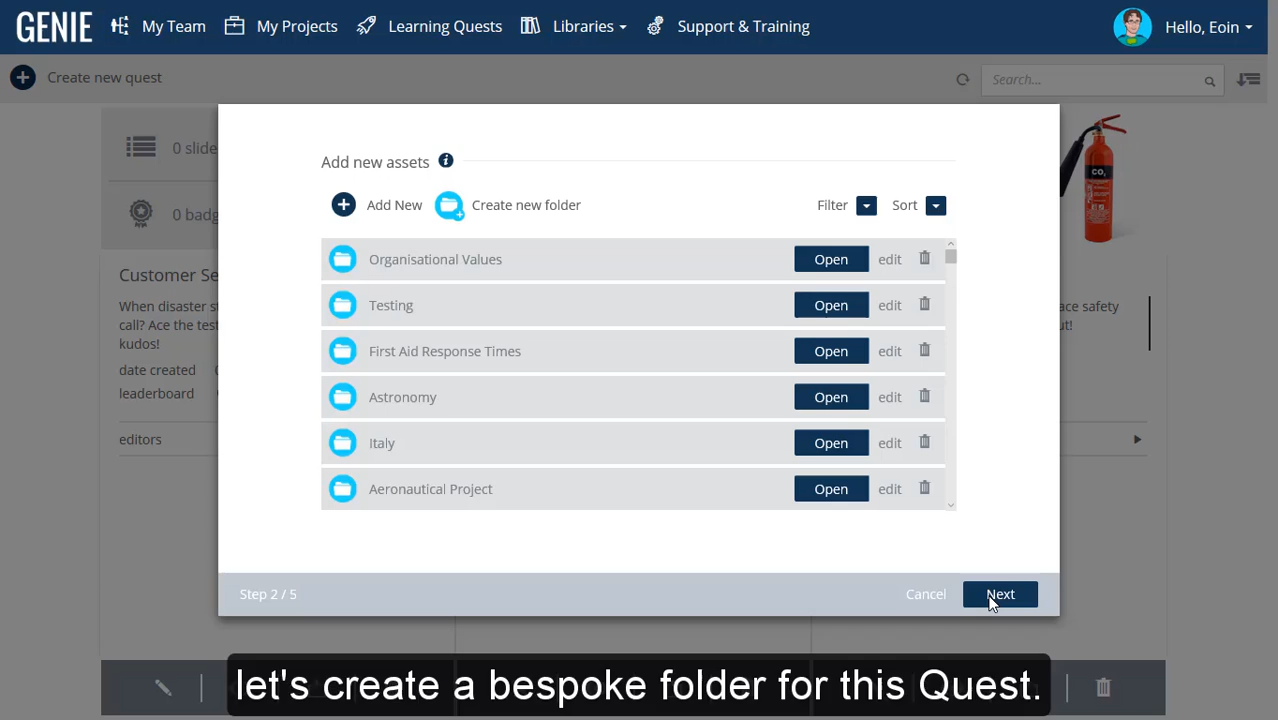 GENIE My Team My Projects Learning Quests Libraries Support & Training Hello, Eoin
Create new quest Search...
Add new assets i
0 slide
Add New Create new folder Filter Sort
0 badg
Organisational Values Open edit
Customer Se
Testing Open edit
When disaster st
call? Ace the test
kudos!
ace safety
ut!
First Aid Response Times Open edit
date created
leaderboard
Astronomy Open edit
editors
Italy Open edit
Aeronautical Project Open edit
Step 2 / 5 Cancel Next
let's create a bespoke folder for this Quest.